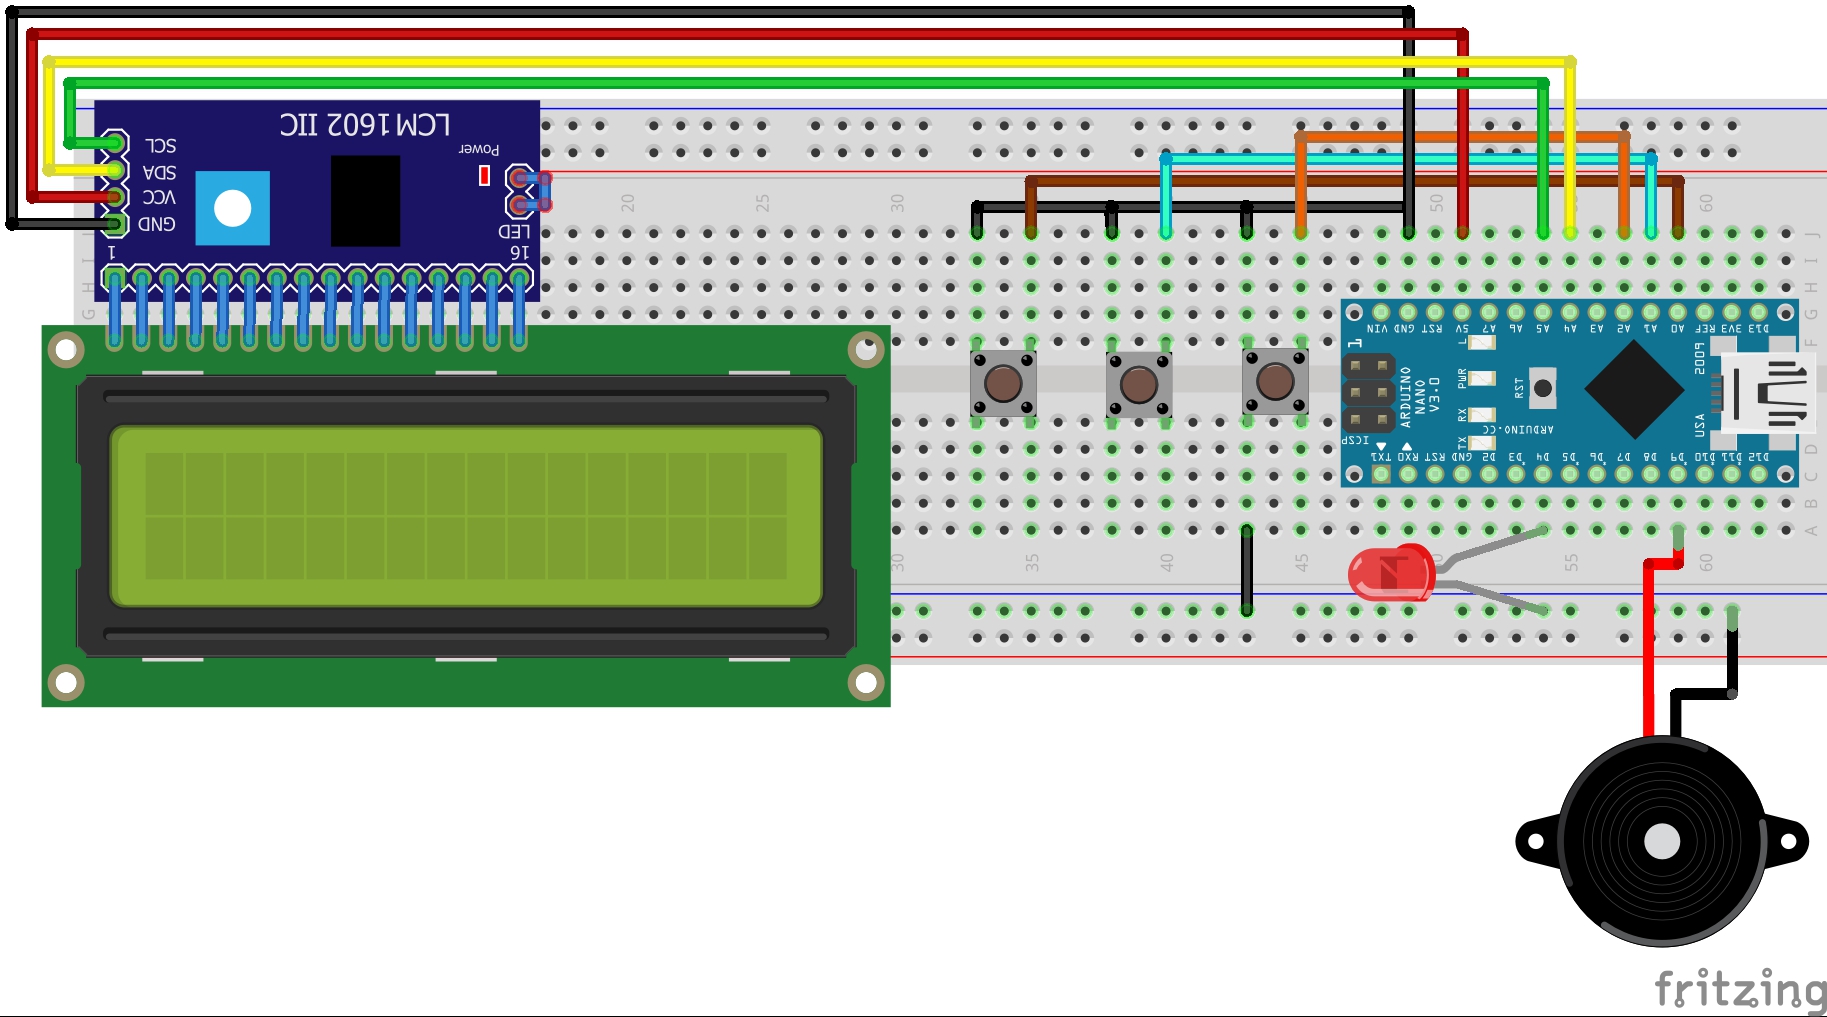 LCM1602 IIC
SCL
SDA
VCC
GND
Power
LED
1
16
20
25
30
50
60
J
I
H
G
F
J
I
H
G
VIN GND RST 5V A7 A6 A5 A4 A3 A2 A1 A0 REF 3V3 D13
1
L
PWR
RX
TX
RST
ARDUINO
NANO
V3.0
ARDUINO.CC
USA
ICSP
TX1 RX0 RST GND D2 D3 D4 D5 D6 D7 D8 D9 D10 D11 D12
D
C
B
A
30
35
40
45
55
60
fritzing